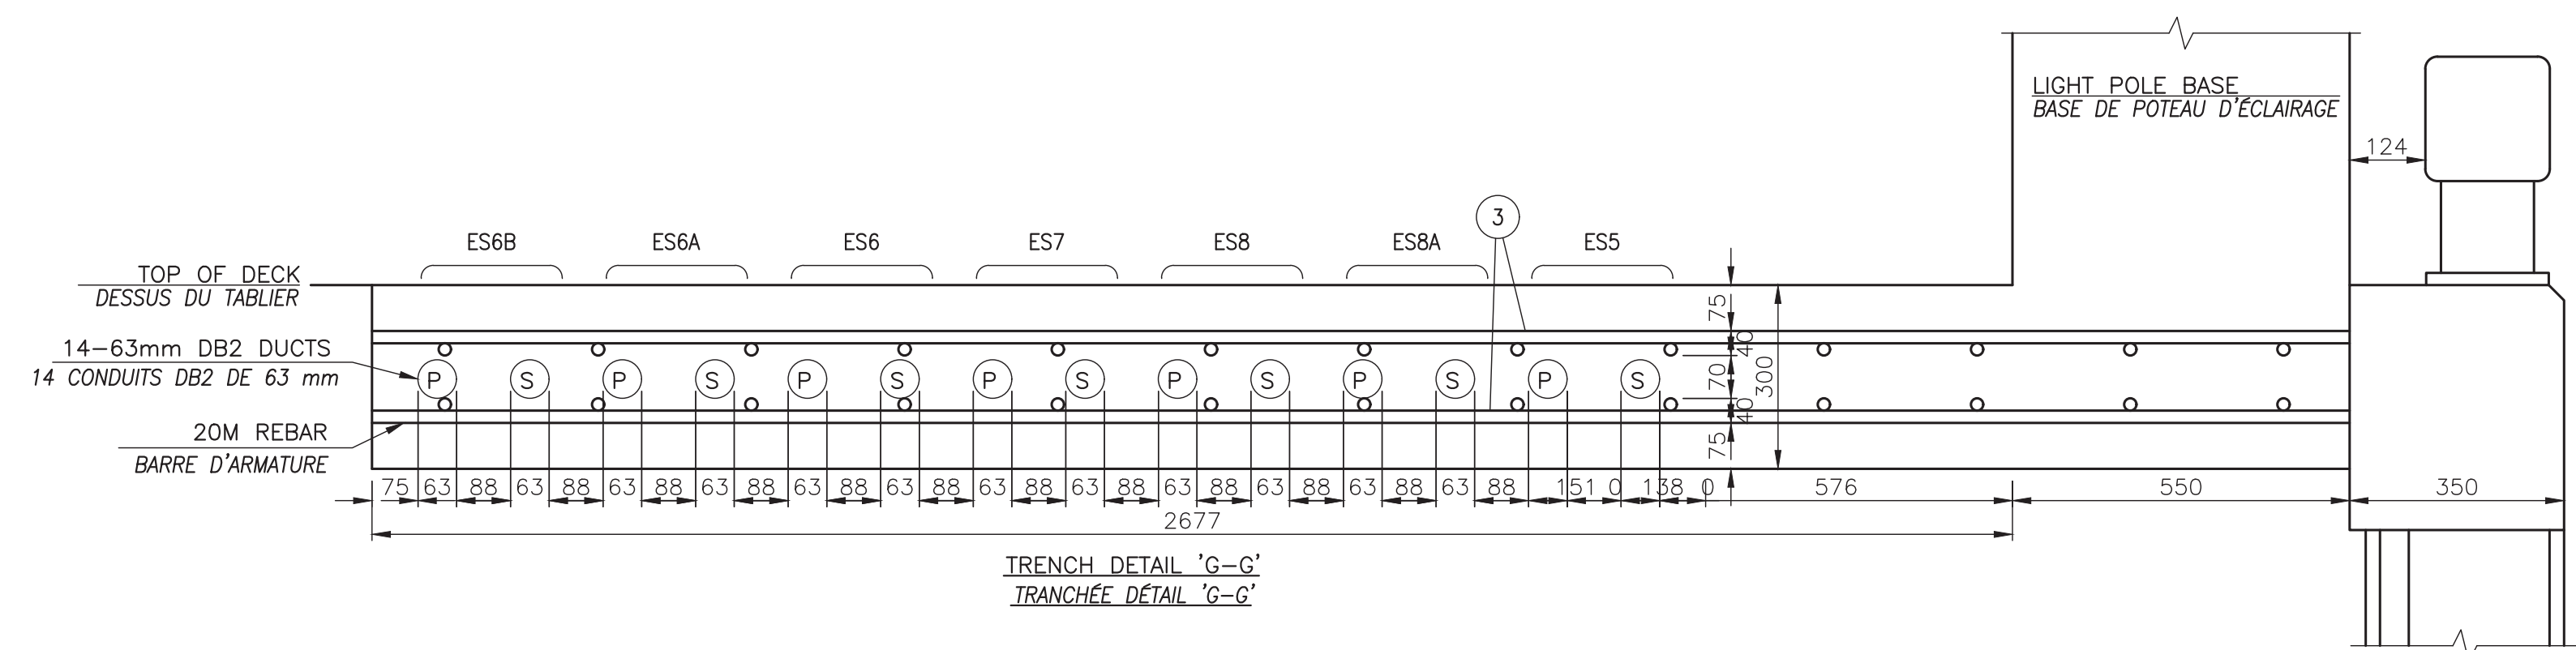 LIGHT POLE BASE
BASE DE POTEAU D'ÉCLAIRAGE
124
3
ES6B ES6A ES6 ES7 ES8 ES8A ES5
TOP OF DECK
DESSUS DU TABLIER
75
14-63mm DB2 DUCTS
14 CONDUITS DB2 DE 63 mm
40
P S P S P S P S P S P S P S
70
300
40
20M REBAR
BARRE D'ARMATURE
75
75 63 88 63 88 63 88 63 88 63 88 63 88 63 88 63 88 63 88 63 88 63 88 63 88 151 0 138 0 576 550 350
2677
TRENCH DETAIL 'G-G'
TRANCHÉE DÉTAIL 'G-G'